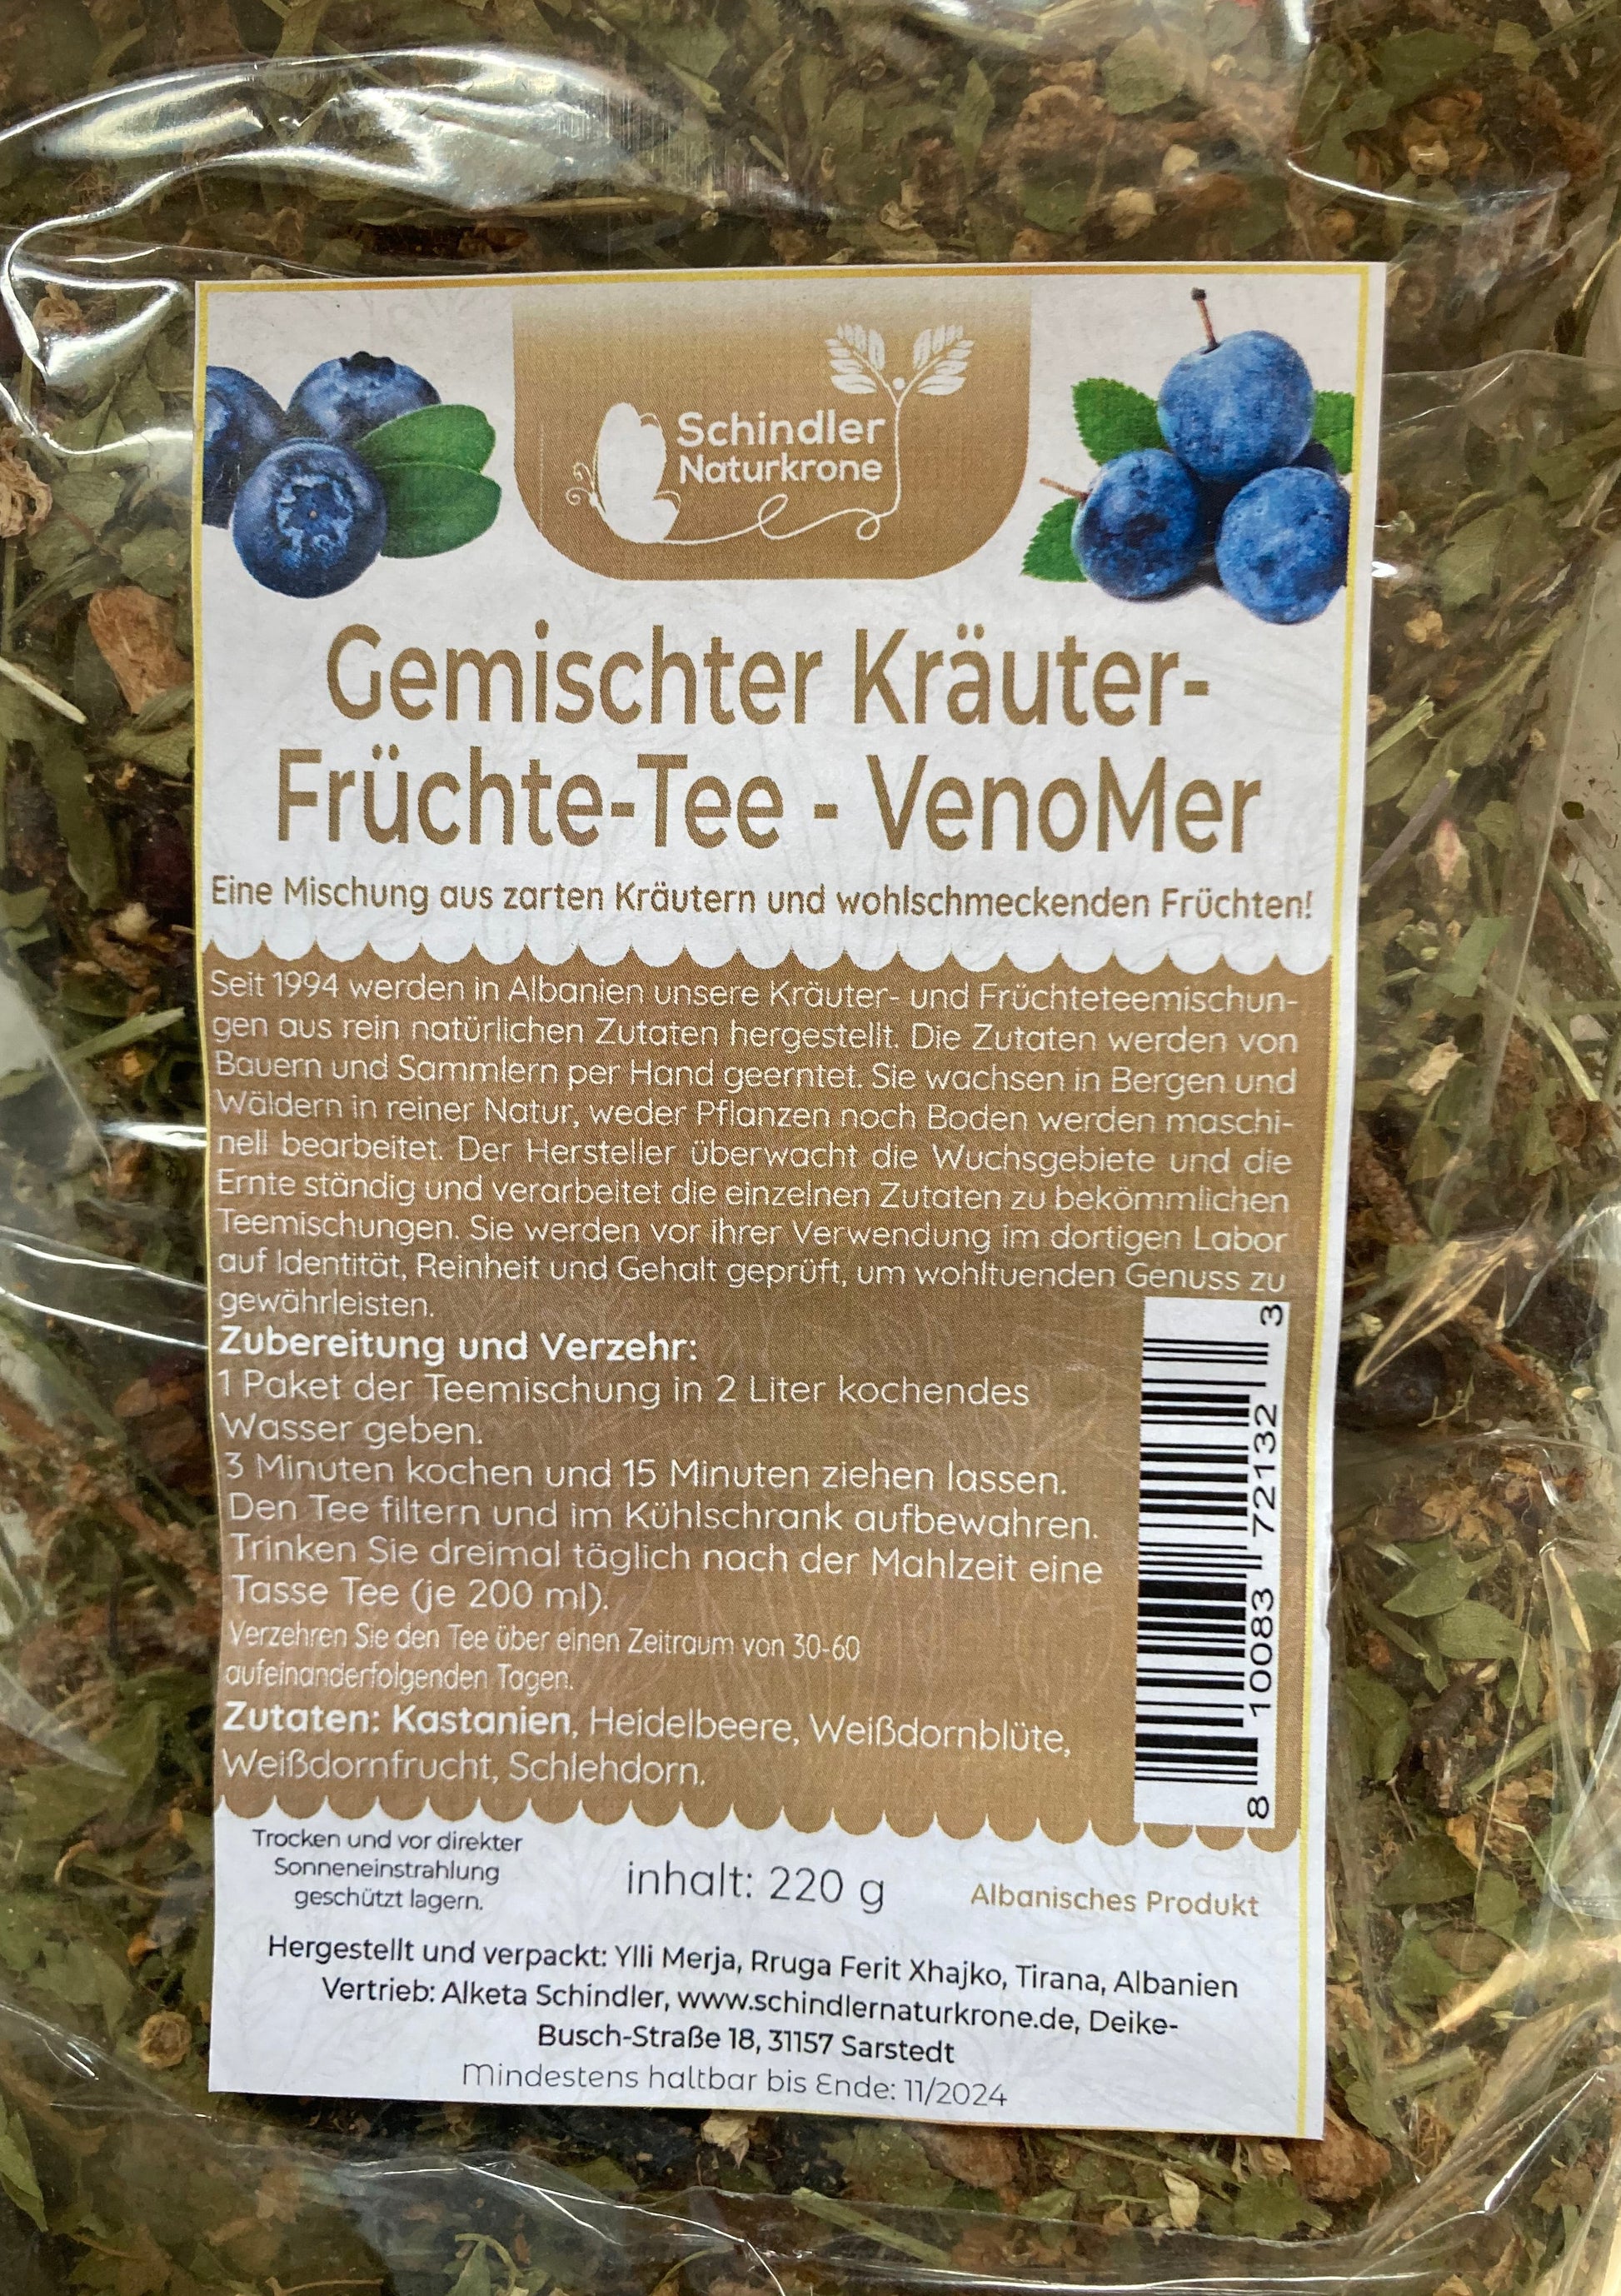 Schindler
Naturkrone
Gemischter Kräuter-
Früchte-Tee - VenoMer
Eine Mischung aus zarten Kräutern und wohlschmeckenden Früchten!
Seit 1994 werden in Albanien unsere Kräuter- und Früchteteemischun-
gen aus rein natürlichen Zutaten hergestellt. Die Zutaten werden von
Bauern und Sammlern per Hand geerntet. Sie wachsen in Bergen und
Wäldern in reiner Natur, weder Pflanzen noch Boden werden maschi-
nell bearbeitet. Der Hersteller überwacht die Wuchsgebiete und die
Ernte ständig und verarbeitet die einzelnen Zutaten zu bekömmlichen
Teemischungen. Sie werden vor ihrer Verwendung im dortigen Labor
auf Identität, Reinheit und Gehalt geprüft, um wohltuenden Genuss zu
gewährleisten.
Zubereitung und Verzehr:
1 Paket der Teemischung in 2 Liter kochendes
Wasser geben.
3 Minuten kochen und 15 Minuten ziehen lassen.
Den Tee filtern und im Kühlschrank aufbewahren.
Trinken Sie dreimal täglich nach der Mahlzeit eine
Tasse Tee (je 200 ml).
Verzehren Sie den Tee über einen Zeitraum von 30-60
aufeinanderfolgenden Tagen.
Zutaten: Kastanien, Heidelbeere, Weißdornblüte,
Weißdornfrucht, Schlehdorn.
8 10083 72132 3
Trocken und vor direkter
Sonneneinstrahlung
geschützt lagern.
inhalt: 220 g
Albanisches Produkt
Hergestellt und verpackt: Ylli Merja, Rruga Ferit Xhajko, Tirana, Albanien
Vertrieb: Alketa Schindler, www.schindlernaturkrone.de, Deike-
Busch-Straße 18, 31157 Sarstedt
Mindestens haltbar bis Ende: 11/2024